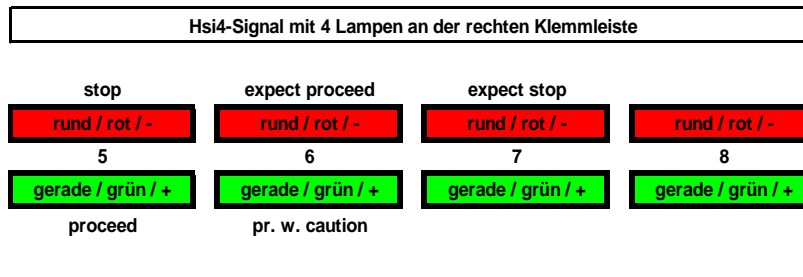 Hsi4-Signal mit 4 Lampen an der rechten Klemmleiste
stop expect proceed expect stop
rund / rot / - rund / rot / - rund / rot / - rund / rot / -
5 6 7 8
gerade / grün / + gerade / grün / + gerade / grün / + gerade / grün / +
proceed pr. w. caution